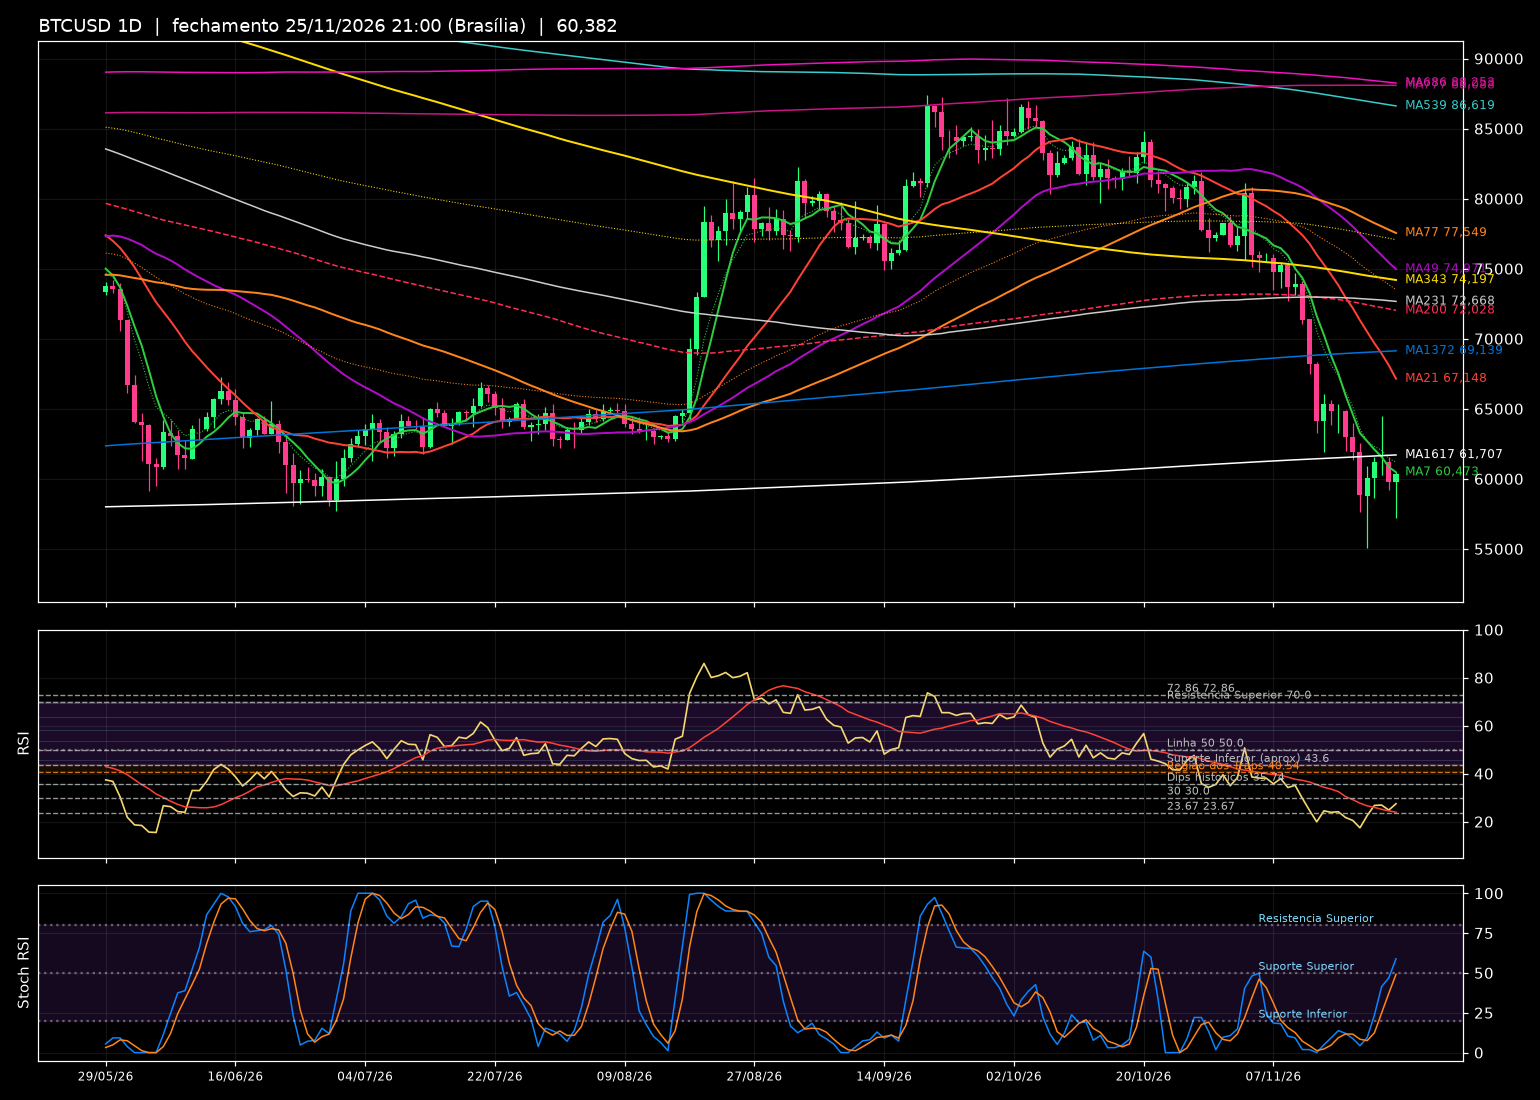 BTCUSD 1D | fechamento 25/11/2026 21:00 (Brasília) | 60,382
90000
MA686 88,253
MA539 86,619
85000
80000
MA77 77,549
MA49
75000
MA343 74,197
MA231 72,668
MA200 72,028
70000
MA1372 69,139
MA21 67,148
65000
MA1617 61,707
MA7 60,473
60000
55000
RSI
100
80
72.86 72.86
Resistencia Superior 70.0
60
Linha 50 50.0
Suporte Inferior (aprox) 43.6
40
Dips historicos
30 30.0
23.67 23.67
20
Stoch RSI
100
Resistencia Superior
75
Suporte Superior
50
25
Suporte Inferior
0
29/05/26 16/06/26 04/07/26 22/07/26 09/08/26 27/08/26 14/09/26 02/10/26 20/10/26 07/11/26